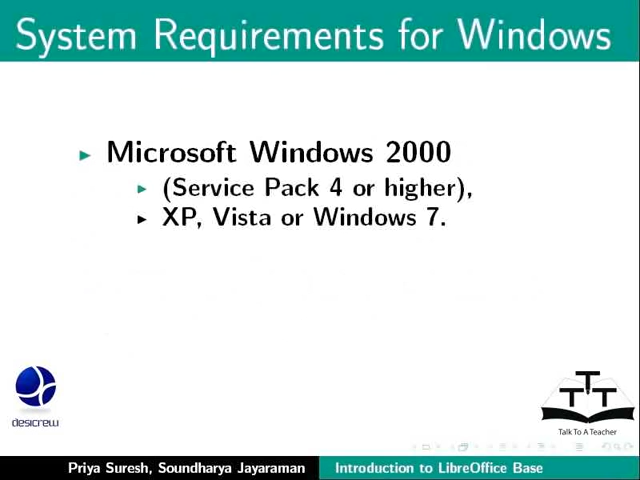 System Requirements for Windows
Microsoft Windows 2000
(Service Pack 4 or higher),
XP, Vista or Windows 7.
desicrew
TTT
Talk To A Teacher
Priya Suresh, Soundharya Jayaraman
Introduction to LibreOffice Base